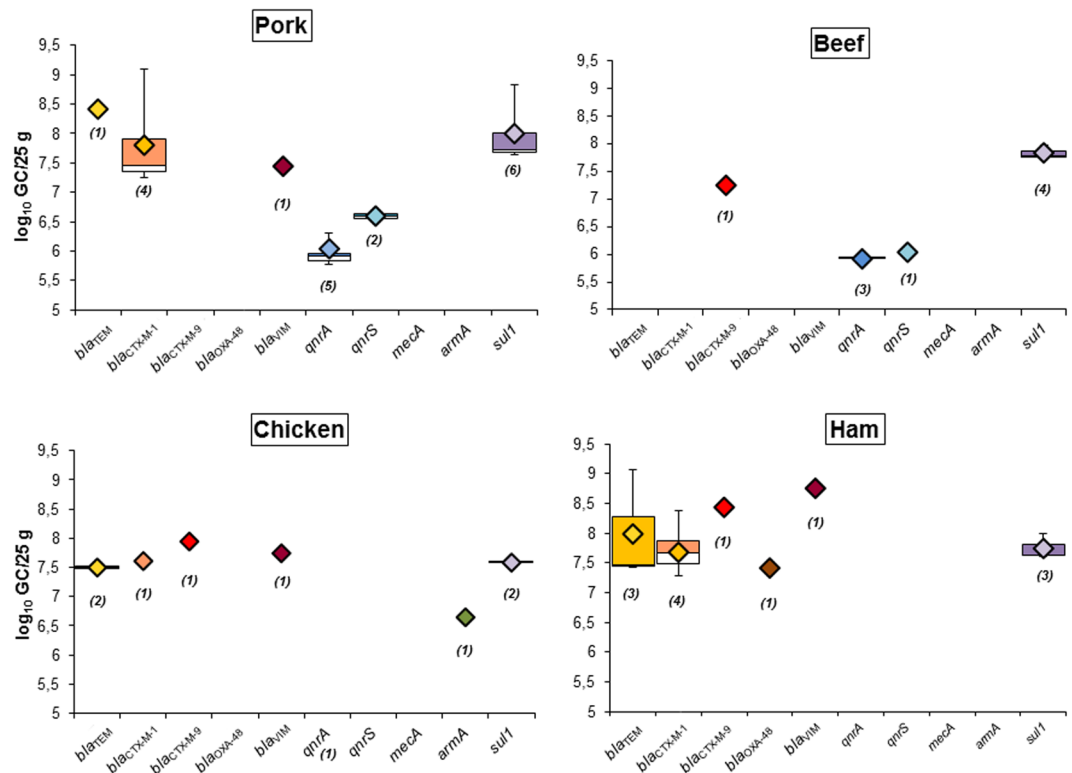 Pork
log₁₀ GC/25 g
9,5
9
8,5
8
7,5
7
6,5
6
5,5
5
(1)
(4)
(1)
(5)
(2)
(6)
blaTEM
blaCTX-M-1
blaCTX-M-9
blaOXA-48
blaVIM
qnrA
qnrS
mecA
armA
sul1
Beef
9,5
9
8,5
8
7,5
7
6,5
6
5,5
5
(1)
(3)
(1)
(4)
blaTEM
blaCTX-M-1
blaCTX-M-9
blaOXA-48
blaVIM
qnrA
qnrS
mecA
armA
sul1
Chicken
log₁₀ GC/25 g
9,5
9
8,5
8
7,5
7
6,5
6
5,5
5
(2)
(1)
(1)
(1)
(1)
(2)
blaTEM
blaCTX-M-1
blaCTX-M-9
blaOXA-48
blaVIM
qnrA
(1)
qnrS
mecA
armA
sul1
Ham
9,5
9
8,5
8
7,5
7
6,5
6
5,5
5
(3)
(4)
(1)
(1)
(1)
(3)
blaTEM
blaCTX-M-1
blaCTX-M-9
blaOXA-48
blaVIM
qnrA
qnrS
mecA
armA
sul1